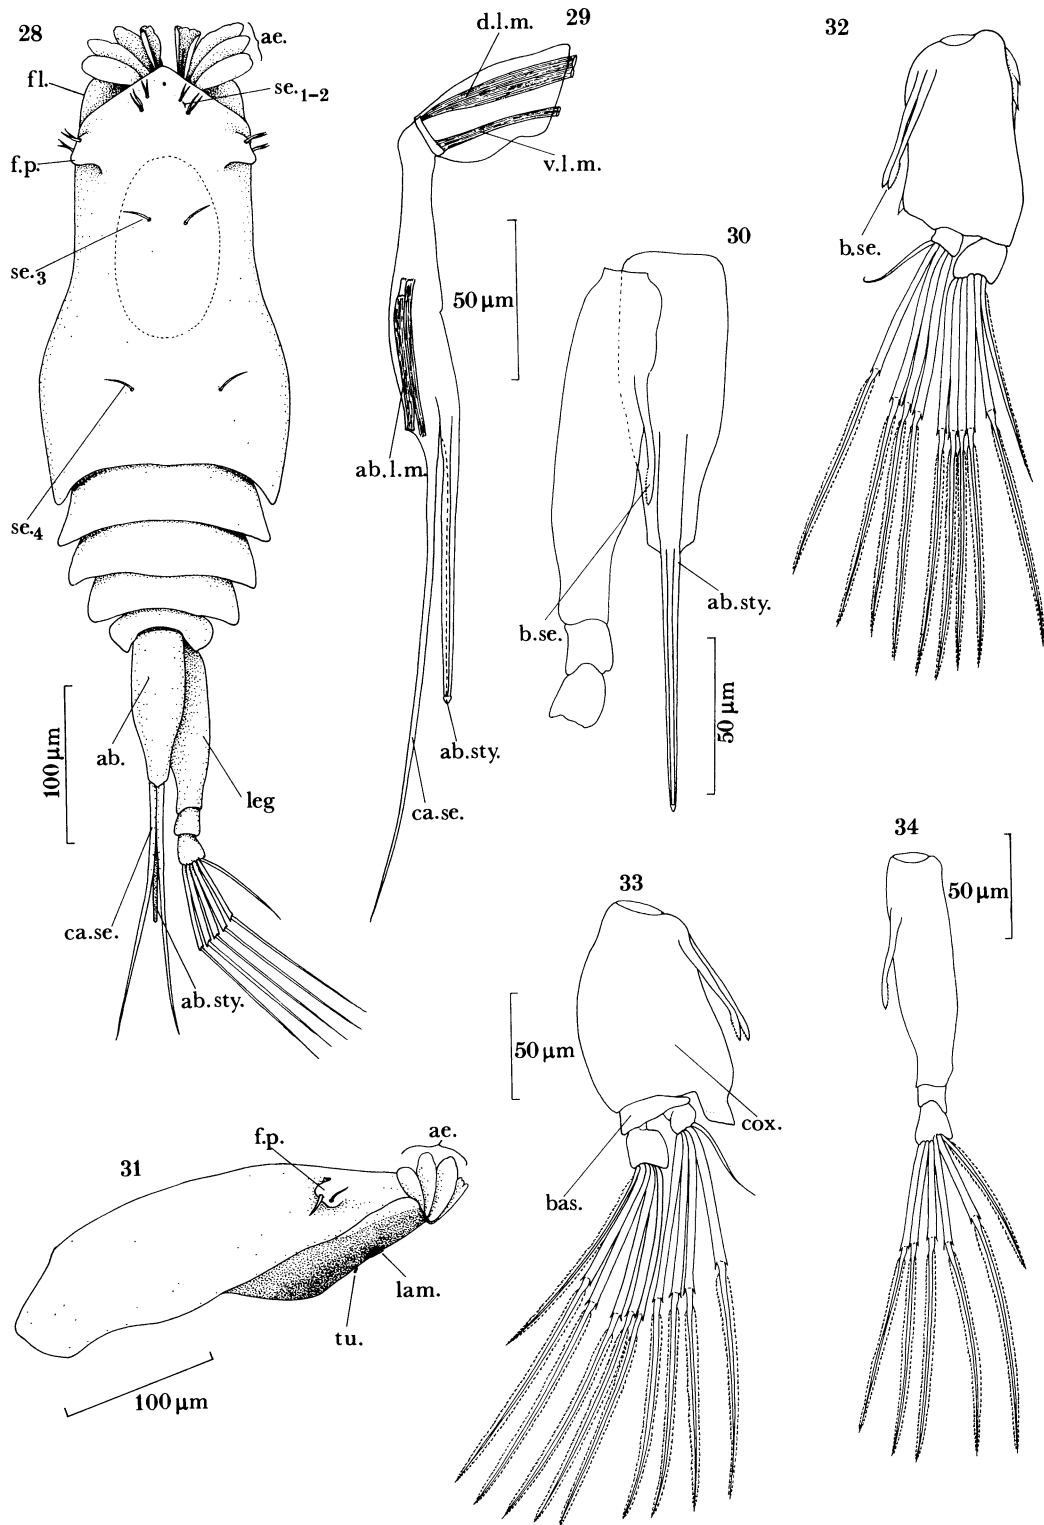 28
ae.
fl.
se.1-2
f.p.
se.3
se.4
ab.
100 µm
leg
ca.se.
ab.sty.
29
d.l.m.
v.l.m.
50 µm
ab.l.m.
ab.sty.
ca.se.
30
b.se.
ab.sty.
50 µm
32
b.se.
31
f.p.
ae.
lam.
tu.
100 µm
33
50 µm
cox.
bas.
34
50 µm